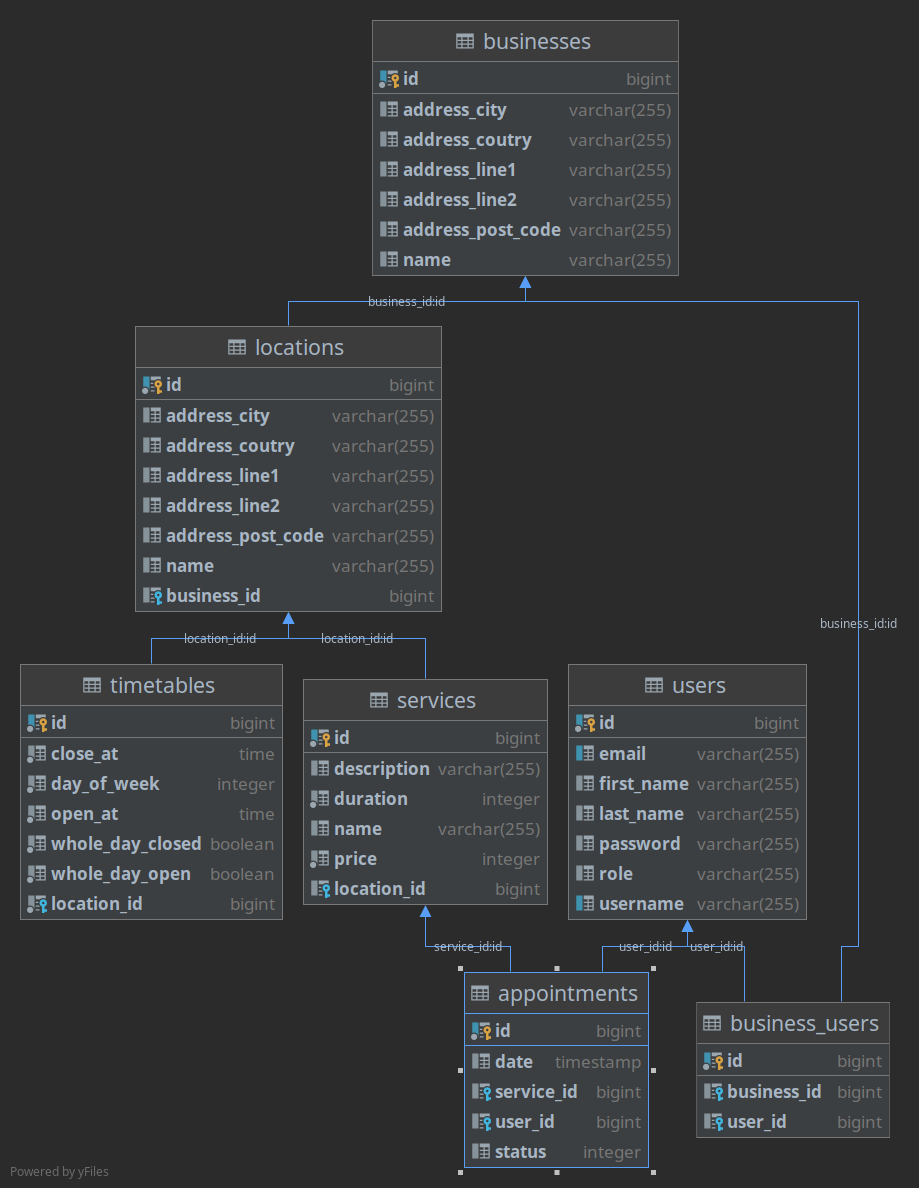 businesses
id bigint
address_city varchar(255)
address_coutry varchar(255)
address_line1 varchar(255)
address_line2 varchar(255)
address_post_code varchar(255)
name varchar(255)
business_id:id
locations
id bigint
address_city varchar(255)
address_coutry varchar(255)
address_line1 varchar(255)
address_line2 varchar(255)
address_post_code varchar(255)
name varchar(255)
business_id bigint
business_id:id
location_id:id
location_id:id
timetables
id bigint
close_at time
day_of_week integer
open_at time
whole_day_closed boolean
whole_day_open boolean
location_id bigint
services
id bigint
description varchar(255)
duration integer
name varchar(255)
price integer
location_id bigint
users
id bigint
email varchar(255)
first_name varchar(255)
last_name varchar(255)
password varchar(255)
role varchar(255)
username varchar(255)
service_id:id
user_id:id
user_id:id
appointments
id bigint
date timestamp
service_id bigint
user_id bigint
status integer
business_users
id bigint
business_id bigint
user_id bigint
Powered by yFiles